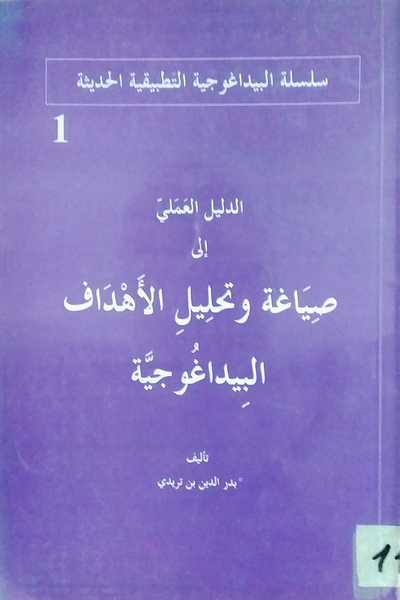 سلسلة البيداغوجية التطبيقية الحديثة
1
الدليل العَمَليّ
إلى
صِيَاغة وتحليلِ الأَهْدَاف
البِيداغُوجيَّة
تأليف
بدر الدين بن تريدي
11